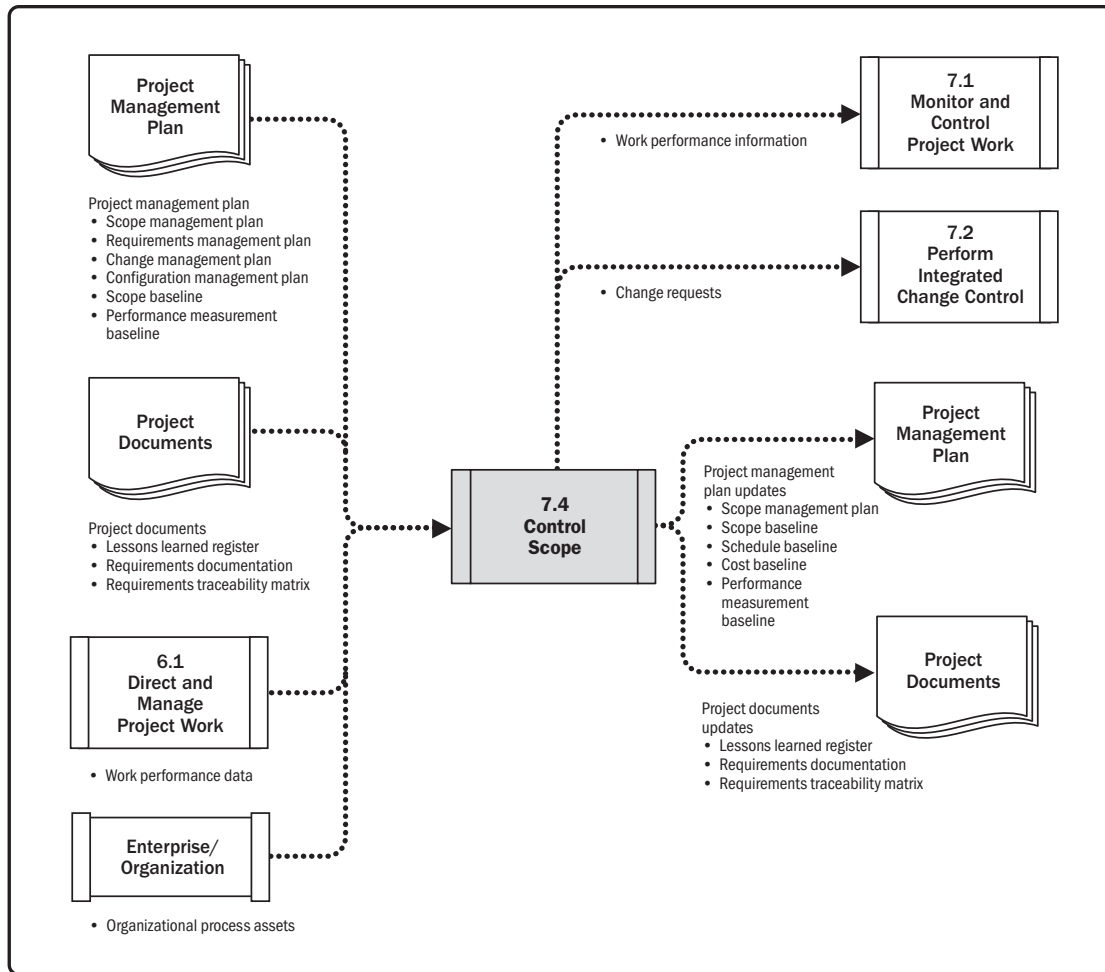 Project
Management
Plan
Project management plan
• Scope management plan
• Requirements management plan
• Change management plan
• Configuration management plan
• Scope baseline
• Performance measurement
baseline
Project
Documents
Project documents
• Lessons learned register
• Requirements documentation
• Requirements traceability matrix
6.1
Direct and
Manage
Project Work
• Work performance data
Enterprise/
Organization
• Organizational process assets
7.4
Control
Scope
• Work performance information
7.1
Monitor and
Control
Project Work
• Change requests
7.2
Perform
Integrated
Change Control
Project
Management
Plan
Project management
plan updates
• Scope management plan
• Scope baseline
• Schedule baseline
• Cost baseline
• Performance
measurement
baseline
Project
Documents
Project documents
updates
• Lessons learned register
• Requirements documentation
• Requirements traceability matrix